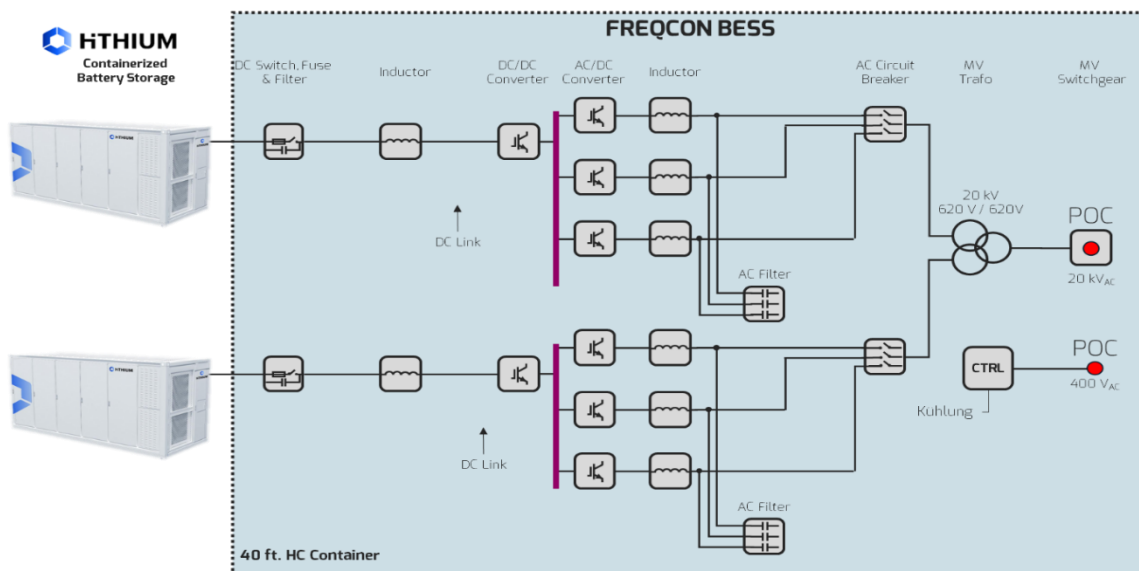 FREQCON BESS
HiTHIUM
Containerized
Battery Storage
DC Switch, Fuse
& Filter
Inductor
DC/DC
Converter
AC/DC
Converter
Inductor
AC Circuit
Breaker
MV
Trafo
MV
Switchgear
HiTHIUM
DC Link
20 kV
620 V / 620V
POC
20 kVAC
AC Filter
HiTHIUM
DC Link
CTRL
Kühlung
POC
400 VAC
AC Filter
40 ft. HC Container